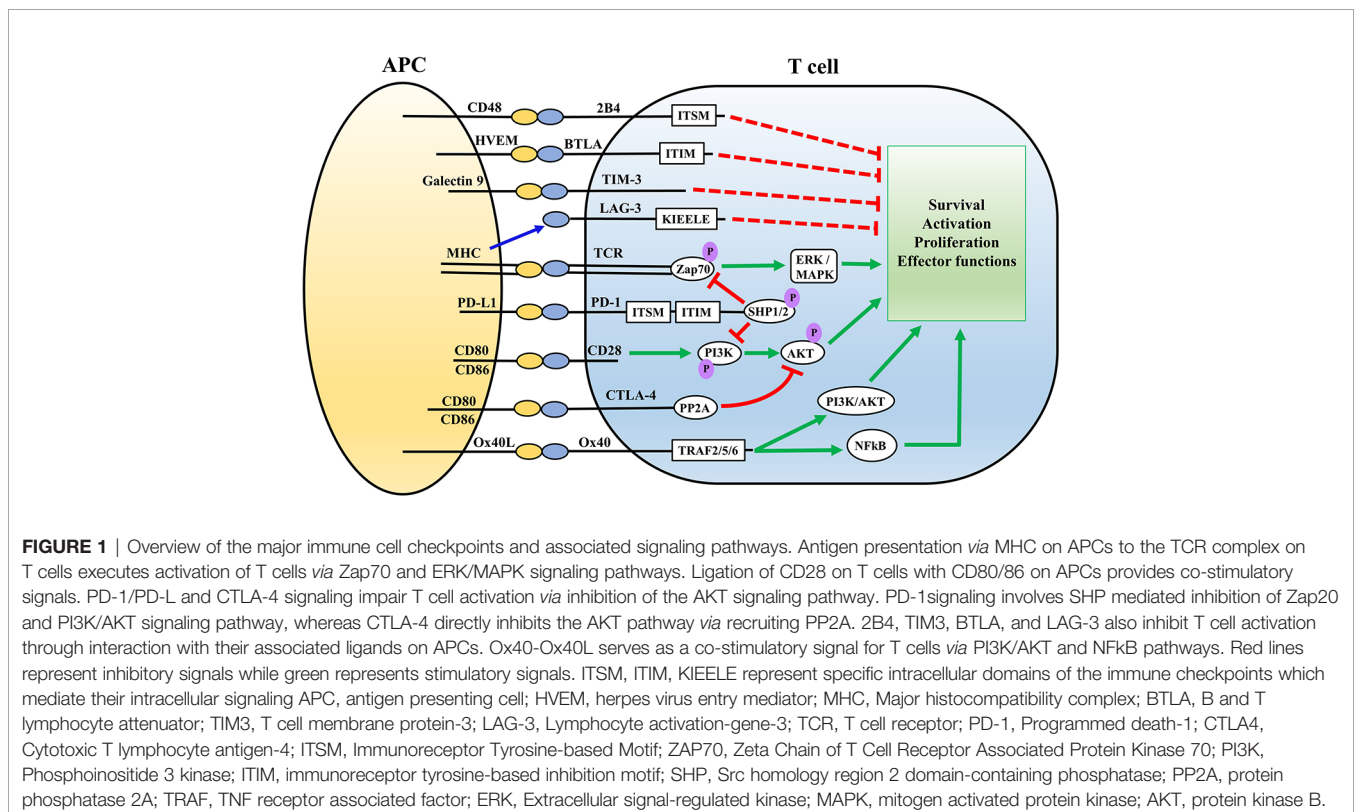 APC
T cell
CD48
2B4
ITSM
HVEM
BTLA
ITIM
Galectin 9
TIM-3
LAG-3
KIEELE
Survival
Activation
Proliferation
Effector functions
MHC
TCR
Zap70
P
ERK /
MAPK
PD-L1
PD-1
ITSM
ITIM
SHP1/2
P
CD80
CD86
CD28
PI3K
P
AKT
P
CD80
CD86
CTLA-4
PP2A
PI3K/AKT
Ox40L
Ox40
TRAF2/5/6
NFkB
FIGURE 1 | Overview of the major immune cell checkpoints and associated signaling pathways. Antigen presentation via MHC on APCs to the TCR complex on
T cells executes activation of T cells via Zap70 and ERK/MAPK signaling pathways. Ligation of CD28 on T cells with CD80/86 on APCs provides co-stimulatory
signals. PD-1/PD-L and CTLA-4 signaling impair T cell activation via inhibition of the AKT signaling pathway. PD-1signaling involves SHP mediated inhibition of Zap20
and PI3K/AKT signaling pathway, whereas CTLA-4 directly inhibits the AKT pathway via recruiting PP2A. 2B4, TIM3, BTLA, and LAG-3 also inhibit T cell activation
through interaction with their associated ligands on APCs. Ox40-Ox40L serves as a co-stimulatory signal for T cells via PI3K/AKT and NFkB pathways. Red lines
represent inhibitory signals while green represents stimulatory signals. ITSM, ITIM, KIEELE represent specific intracellular domains of the immune checkpoints which
mediate their intracellular signaling APC, antigen presenting cell; HVEM, herpes virus entry mediator; MHC, Major histocompatibility complex; BTLA, B and T
lymphocyte attenuator; TIM3, T cell membrane protein-3; LAG-3, Lymphocyte activation-gene-3; TCR, T cell receptor; PD-1, Programmed death-1; CTLA4,
Cytotoxic T lymphocyte antigen-4; ITSM, Immunoreceptor Tyrosine-based Motif; ZAP70, Zeta Chain of T Cell Receptor Associated Protein Kinase 70; PI3K,
Phosphoinositide 3 kinase; ITIM, immunoreceptor tyrosine-based inhibition motif; SHP, Src homology region 2 domain-containing phosphatase; PP2A, protein
phosphatase 2A; TRAF, TNF receptor associated factor; ERK, Extracellular signal-regulated kinase; MAPK, mitogen activated protein kinase; AKT, protein kinase B.